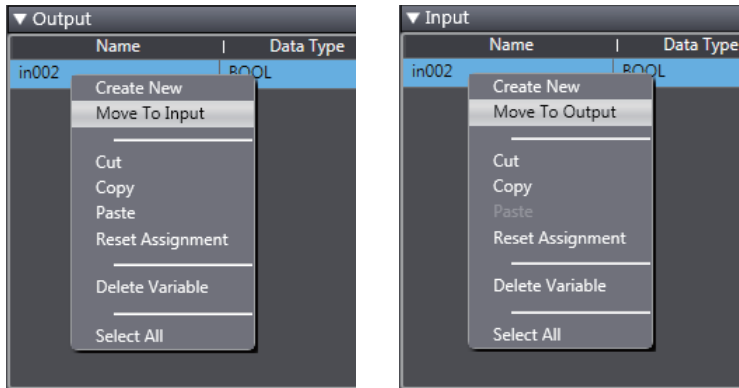 ▼ Output
Name | Data Type
in002 BOOL
Create New
Move To Input
Cut
Copy
Paste
Reset Assignment
Delete Variable
Select All
▼ Input
Name | Data Type
in002 BOOL
Create New
Move To Output
Cut
Copy
Paste
Reset Assignment
Delete Variable
Select All